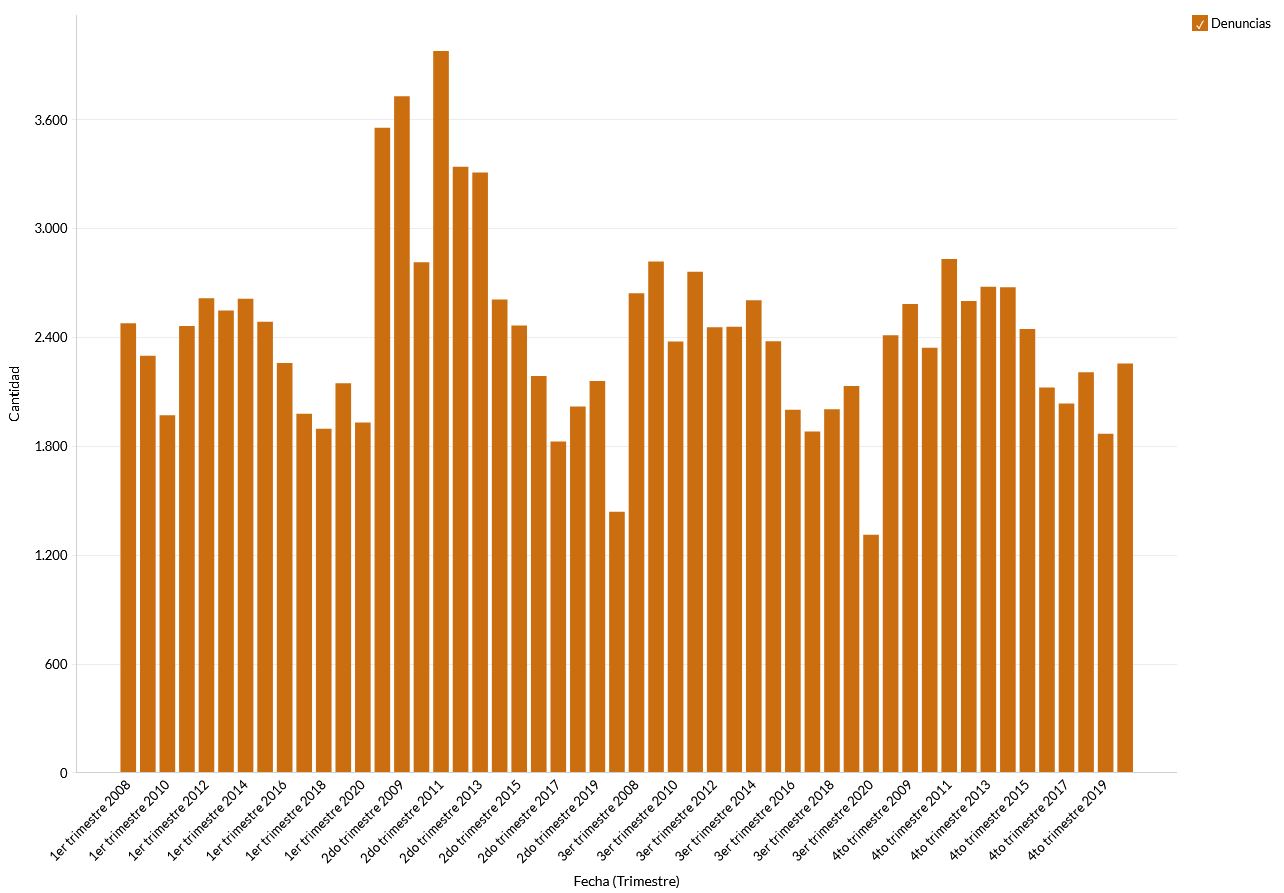 Denuncias
Cantidad
3.600
3.000
2.400
1.800
1.200
600
0
1er trimestre 2008
1er trimestre 2010
1er trimestre 2012
1er trimestre 2014
1er trimestre 2016
1er trimestre 2018
1er trimestre 2020
2do trimestre 2009
2do trimestre 2011
2do trimestre 2013
2do trimestre 2015
2do trimestre 2017
2do trimestre 2019
3er trimestre 2008
3er trimestre 2010
3er trimestre 2012
3er trimestre 2014
3er trimestre 2016
3er trimestre 2018
3er trimestre 2020
4to trimestre 2009
4to trimestre 2011
4to trimestre 2013
4to trimestre 2015
4to trimestre 2017
4to trimestre 2019
Fecha (Trimestre)